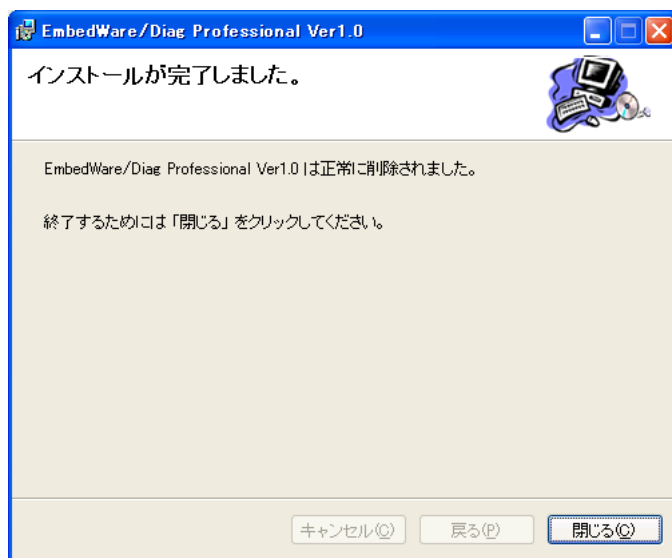 EmbedWare/Diag Professional Ver1.0
インストールが完了しました。
EmbedWare/Diag Professional Ver1.0 は正常に削除されました。
終了するためには「閉じる」をクリックしてください。
キャンセル(C) 戻る(P) 閉じる(C)